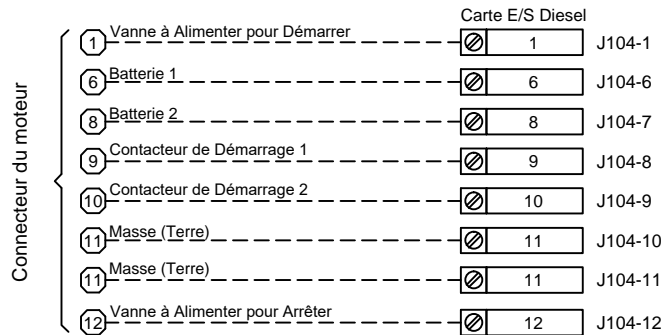 Carte E/S Diesel
1 Vanne à Alimenter pour Démarrer 1 J104-1
6 Batterie 1 6 J104-6
8 Batterie 2 8 J104-7
9 Contacteur de Démarrage 1 9 J104-8
10 Contacteur de Démarrage 2 10 J104-9
11 Masse (Terre) 11 J104-10
11 Masse (Terre) 11 J104-11
12 Vanne à Alimenter pour Arrêter 12 J104-12
Connecteur du moteur